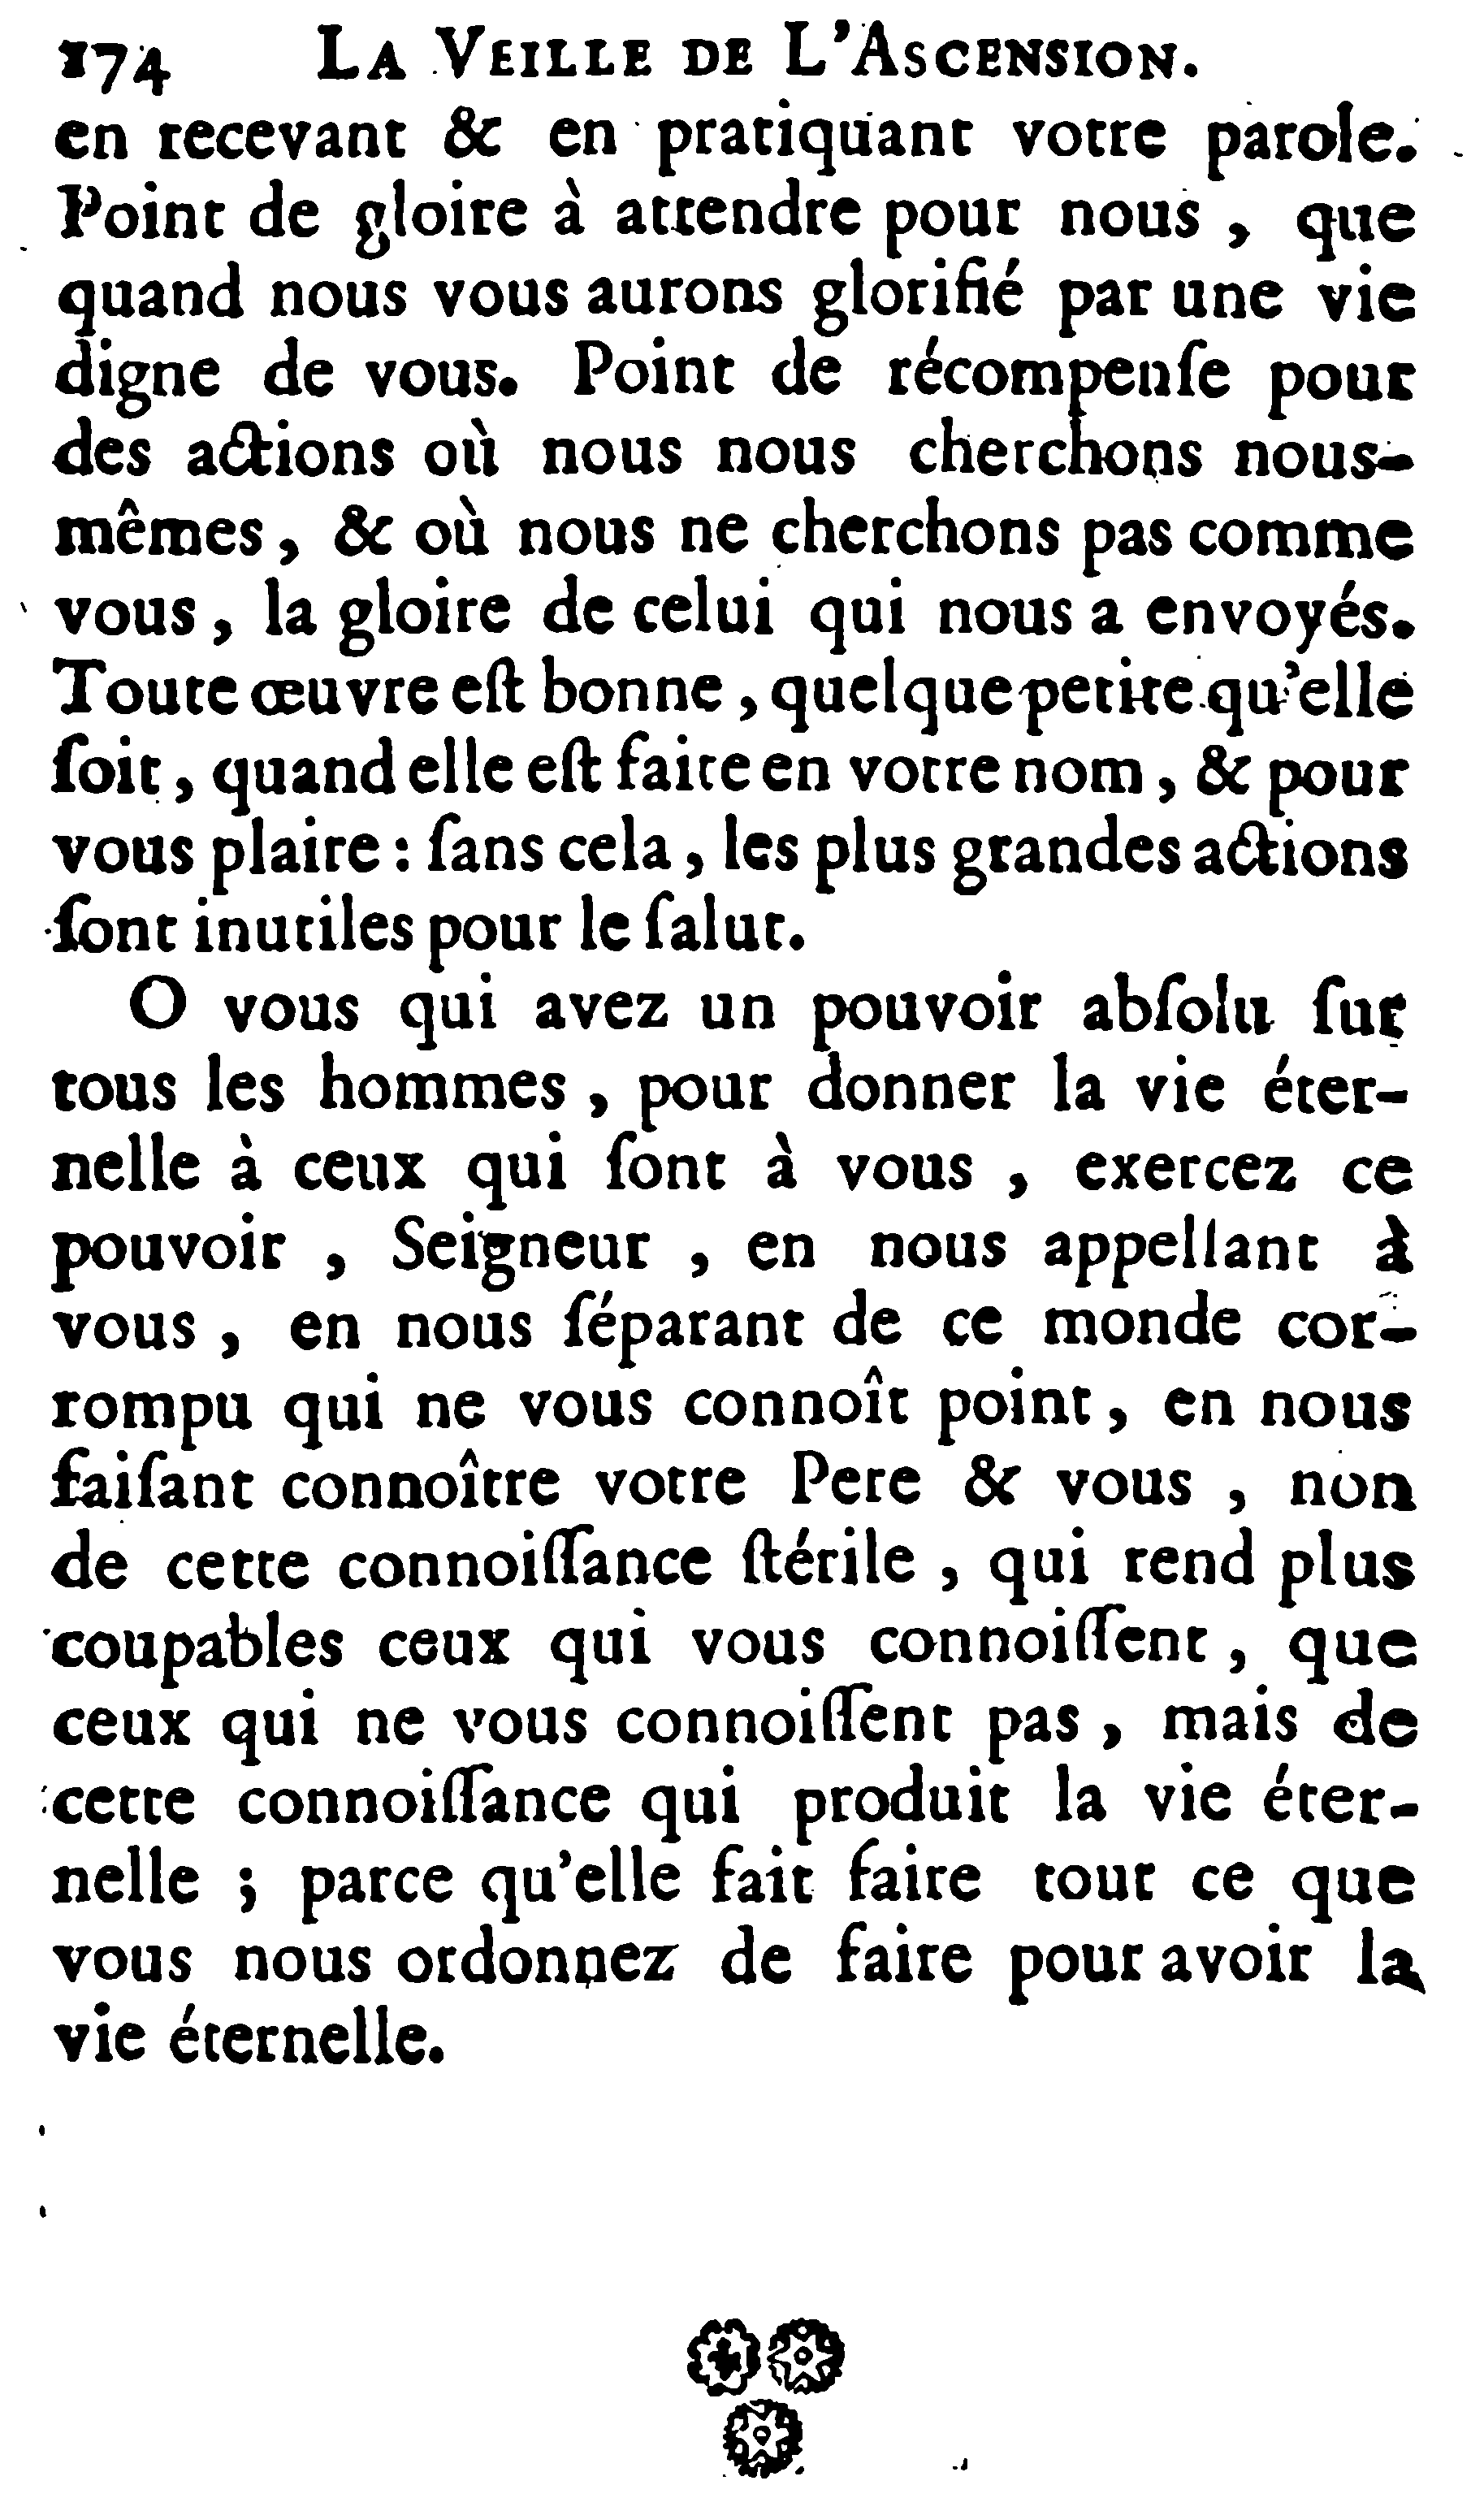 174 LA VEILLE DE L'ASCENSION.
en recevant & en pratiquant votre parole.
Point de gloire à attendre pour nous , que
quand nous vous aurons glorifié par une vie
digne de vous. Point de récompenſe pour
des actions où nous nous cherchons nous-
mêmes , & où nous ne cherchons pas comme
vous , la gloire de celui qui nous a envoyés.
Toute œuvre eſt bonne , quelque petite qu'elle
ſoit , quand elle eſt faite en votre nom , & pour
vous plaire : ſans cela , les plus grandes actions
ſont inutiles pour le ſalut.
O vous qui avez un pouvoir abſolu ſur
tous les hommes , pour donner la vie éter-
nelle à ceux qui ſont à vous , exercez ce
pouvoir , Seigneur , en nous appellant à
vous , en nous ſéparant de ce monde cor-
rompu qui ne vous connoît point , en nous
faiſant connoître votre Pere & vous , non
de cette connoiſſance ſtérile , qui rend plus
coupables ceux qui vous connoiſſent , que
ceux qui ne vous connoiſſent pas , mais de
cette connoiſſance qui produit la vie éter-
nelle ; parce qu'elle fait faire tout ce que
vous nous ordonnez de faire pour avoir la
vie éternelle.